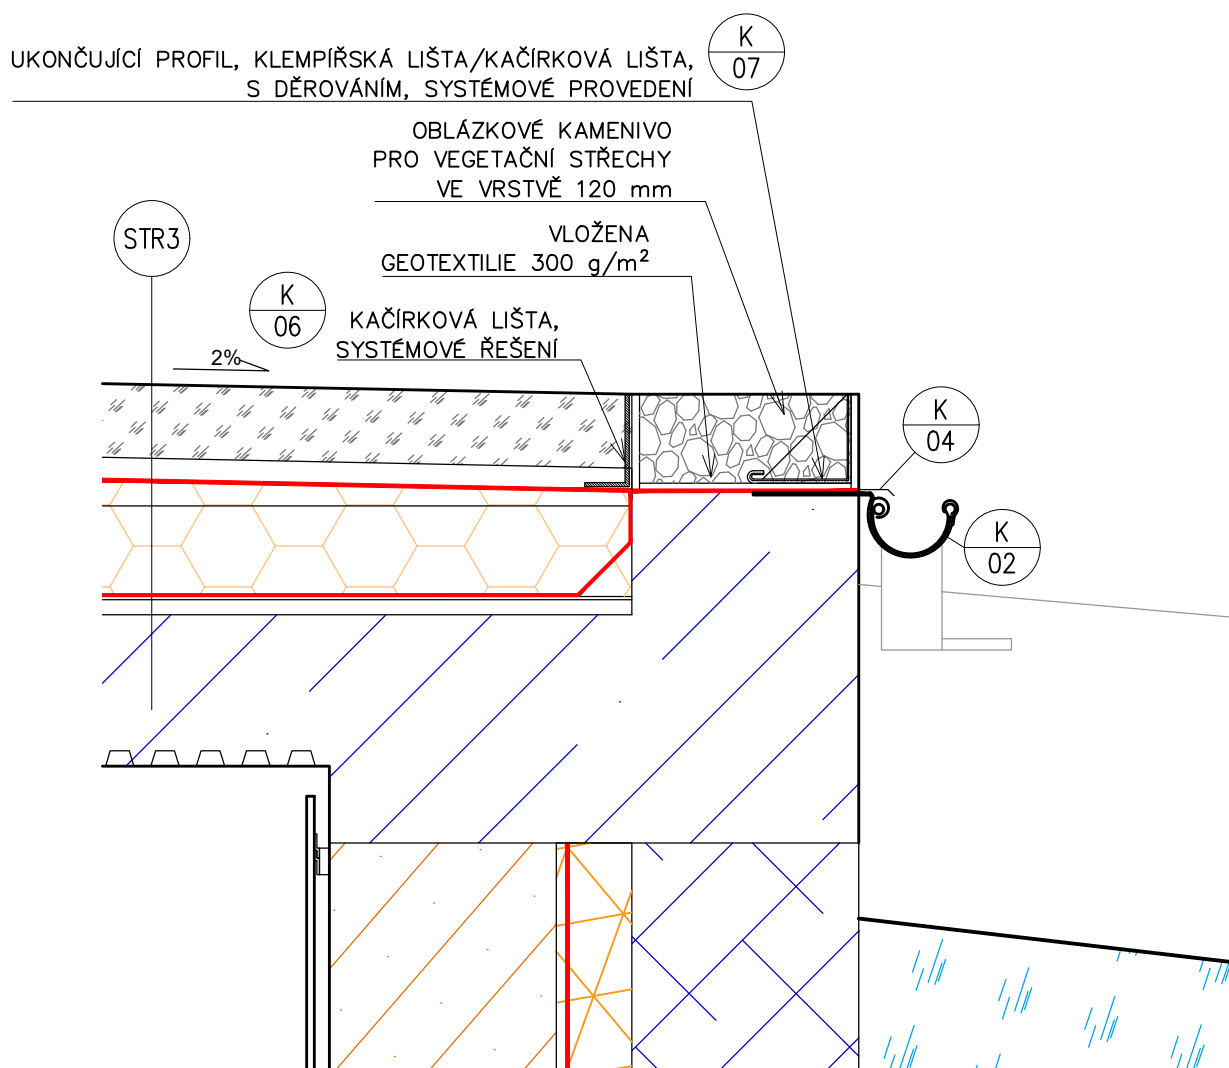 UKONČUJÍCÍ PROFIL, KLEMPÍŘSKÁ LIŠTA/KAČÍRKOVÁ LIŠTA,
S DĚROVÁNÍM, SYSTÉMOVÉ PROVEDENÍ
K
07
OBLÁZKOVÉ KAMENIVO
PRO VEGETAČNÍ STŘECHY
VE VRSTVĚ 120 mm
STR3
VLOŽENA
GEOTEXTILIE 300 g/m²
K
06
KAČÍRKOVÁ LIŠTA,
SYSTÉMOVÉ ŘEŠENÍ
2%
K
04
K
02